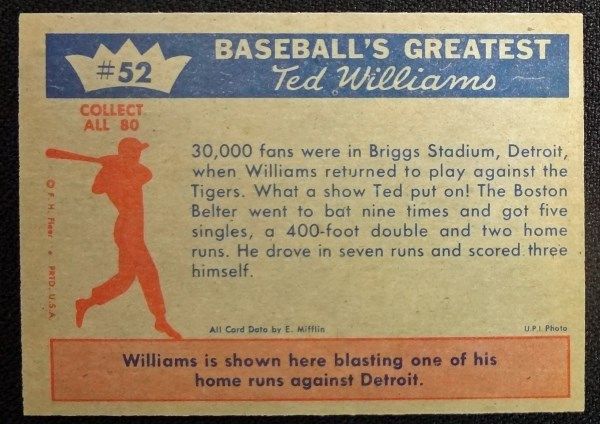 #52
BASEBALL'S GREATEST
Ted Williams
COLLECT
ALL 80
30,000 fans were in Briggs Stadium, Detroit,
when Williams returned to play against the
Tigers. What a show Ted put on! The Boston
Belter went to bat nine times and got five
singles, a 400-foot double and two home
runs. He drove in seven runs and scored three
himself.
© F. H. Fleer • PRTD. U.S.A.
All Card Data by E. Mifflin
U.P.I. Photo
Williams is shown here blasting one of his
home runs against Detroit.